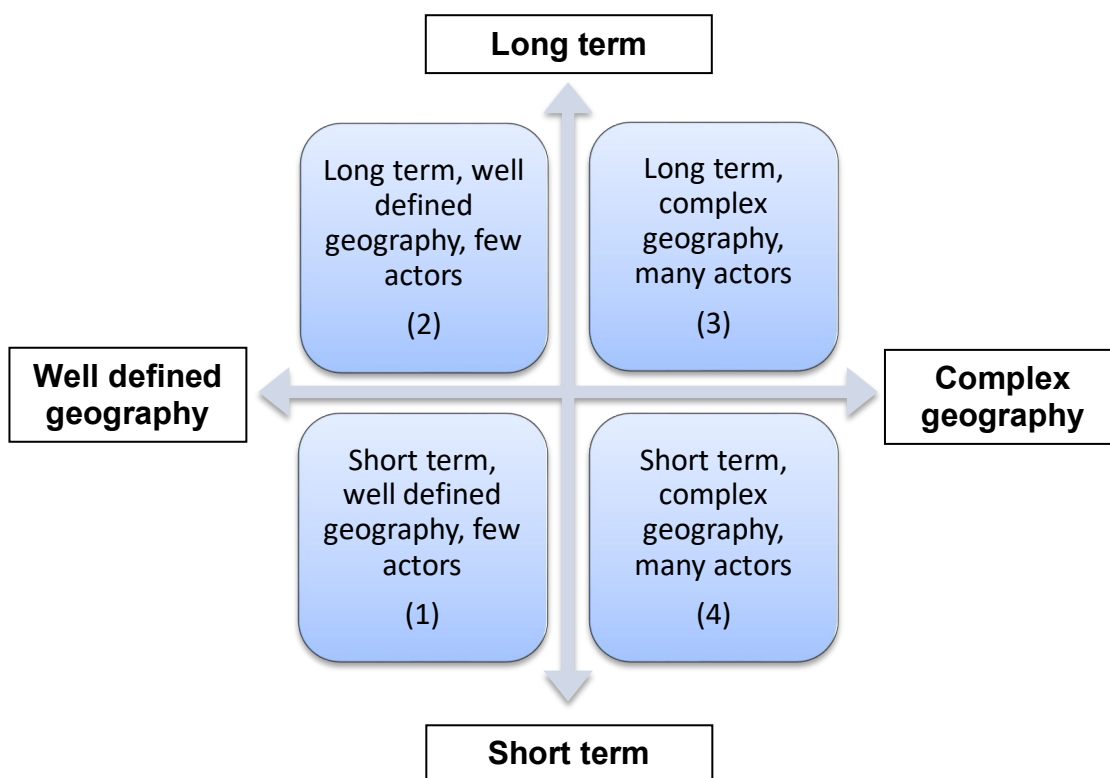 Long term
Long term, well
defined
geography, few
actors
(2)
Long term,
complex
geography,
many actors
(3)
Well defined
geography
Complex
geography
Short term,
well defined
geography, few
actors
(1)
Short term,
complex
geography,
many actors
(4)
Short term